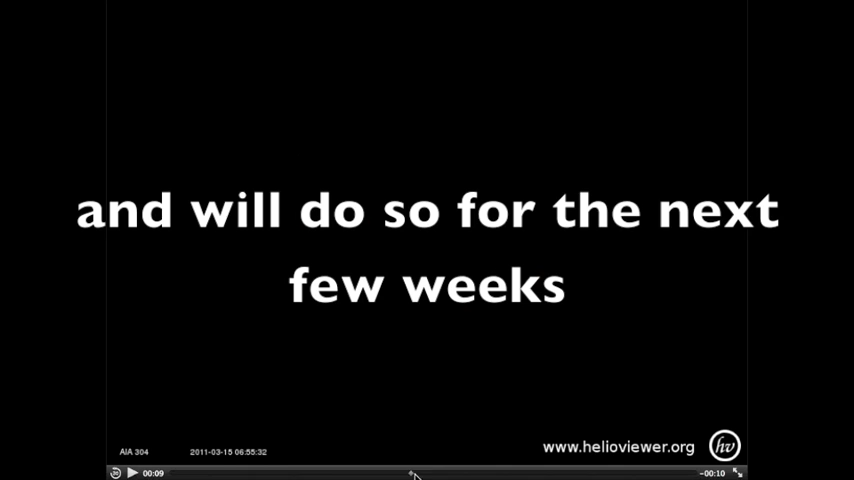 and will do so for the next
few weeks
www.helioviewer.org
hv
AIA 304
2011-03-15 06:55:32
30
00:09
-00:10